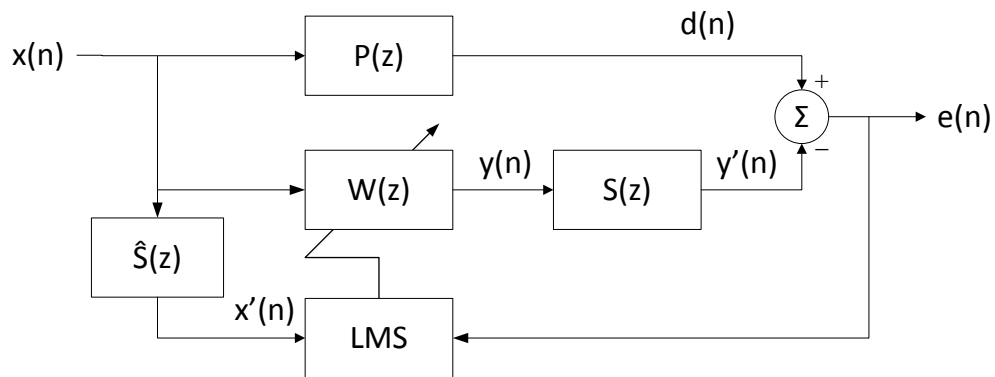 d(n)
x(n)
P(z)
+
Σ
e(n)
−
W(z)
y(n)
S(z)
y’(n)
Ŝ(z)
x’(n)
LMS